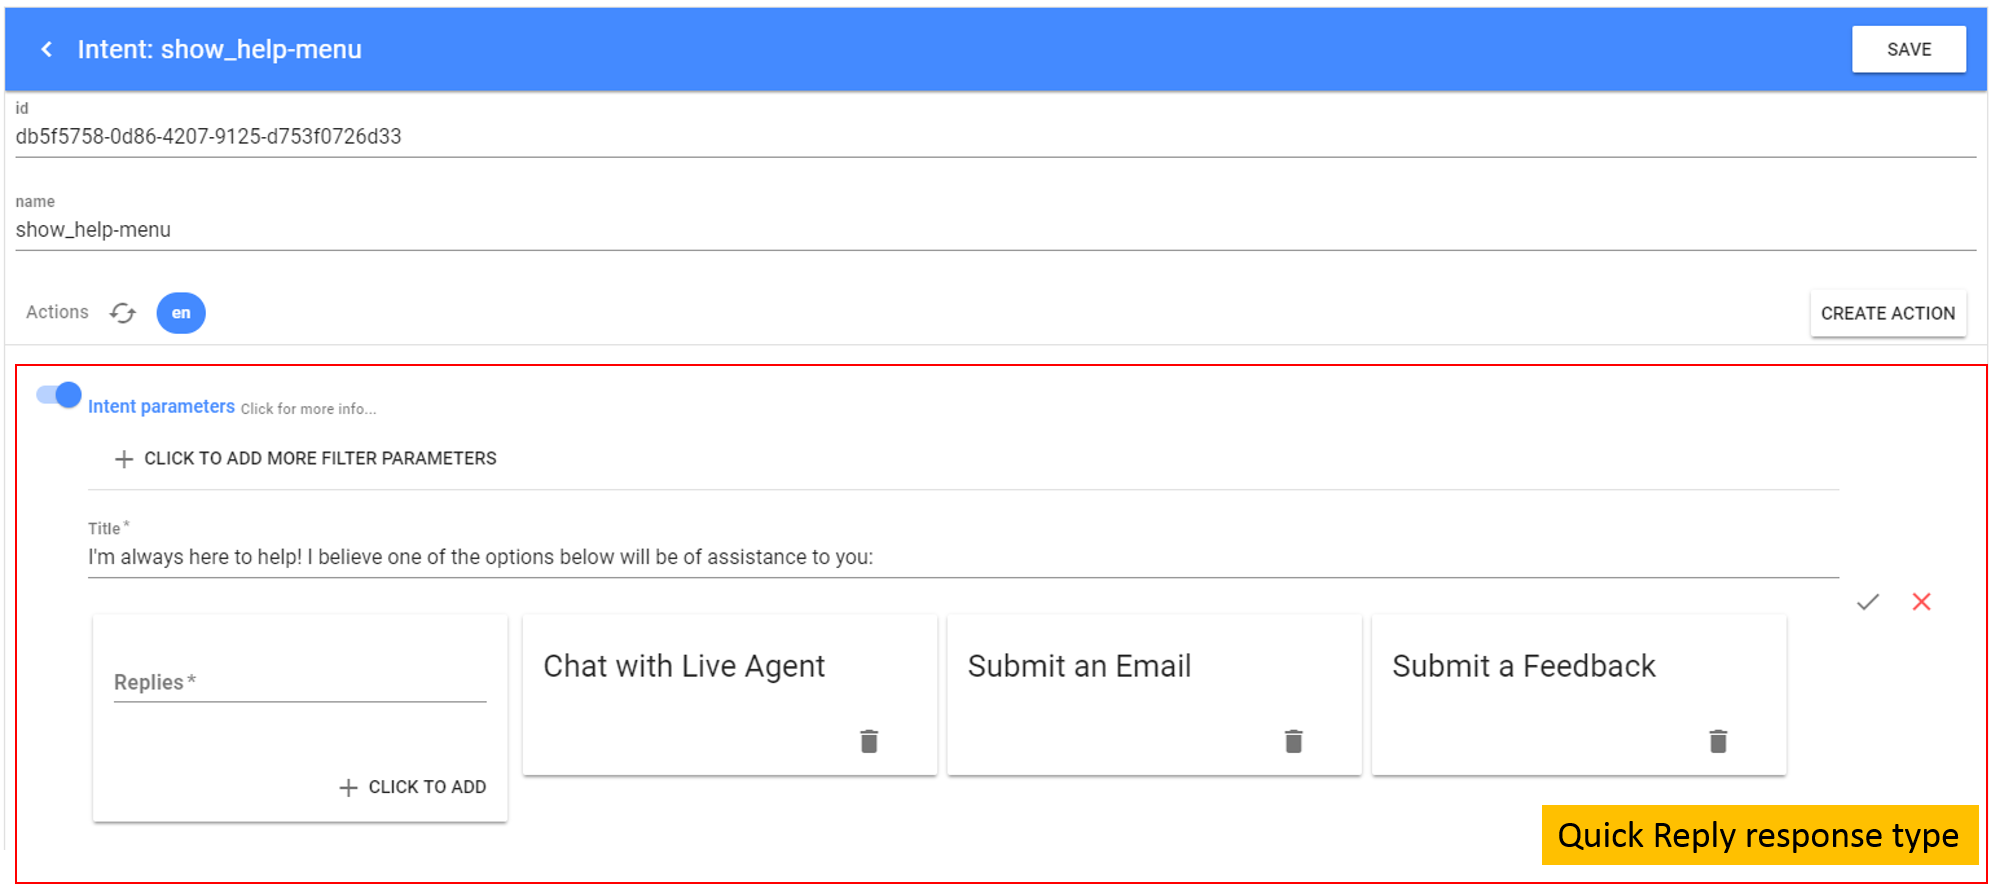 Intent: show_help-menu
SAVE
id
db5f5758-0d86-4207-9125-d753f0726d33
name
show_help-menu
Actions
en
CREATE ACTION
Intent parameters Click for more info...
CLICK TO ADD MORE FILTER PARAMETERS
Title *
I'm always here to help! I believe one of the options below will be of assistance to you:
Replies *
CLICK TO ADD
Chat with Live Agent
Submit an Email
Submit a Feedback
Quick Reply response type